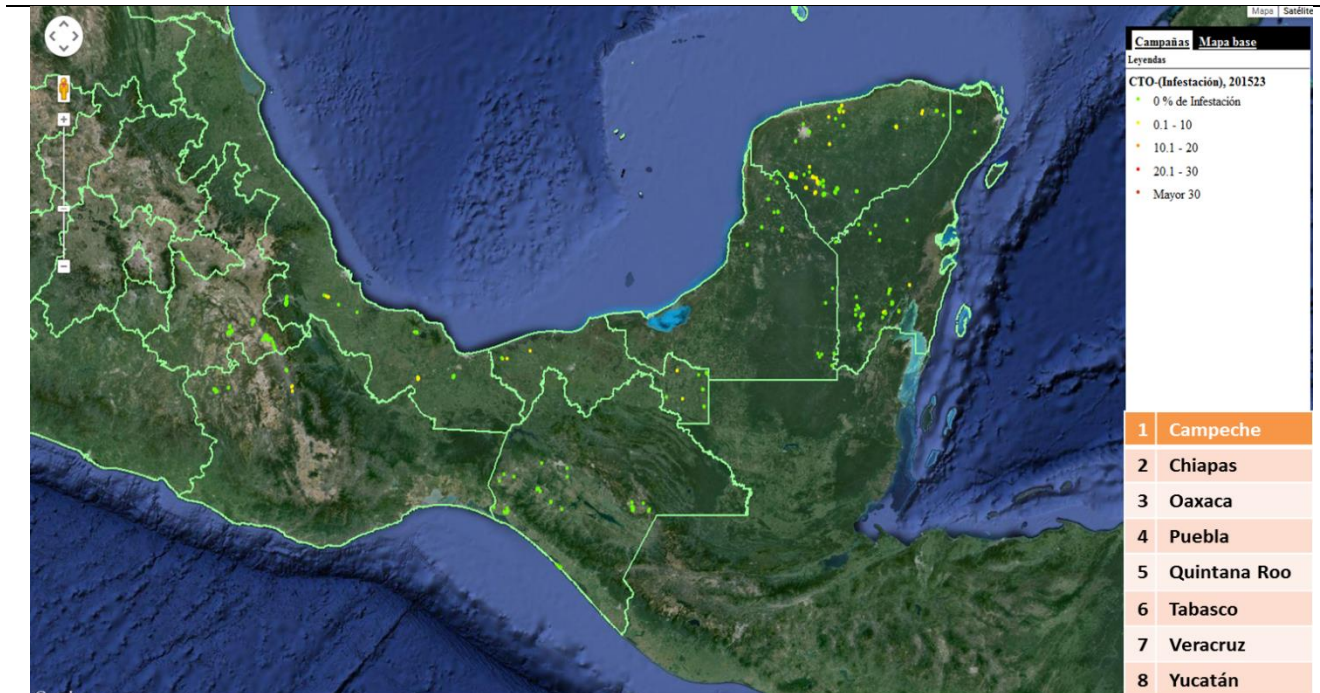 Mapa Satélite
Campañas Mapa base
Leyendas
CTO-(Infestación), 201523
0 % de Infestación
0.1 - 10
10.1 - 20
20.1 - 30
Mayor 30
1 Campeche
2 Chiapas
3 Oaxaca
4 Puebla
5 Quintana Roo
6 Tabasco
7 Veracruz
8 Yucatán